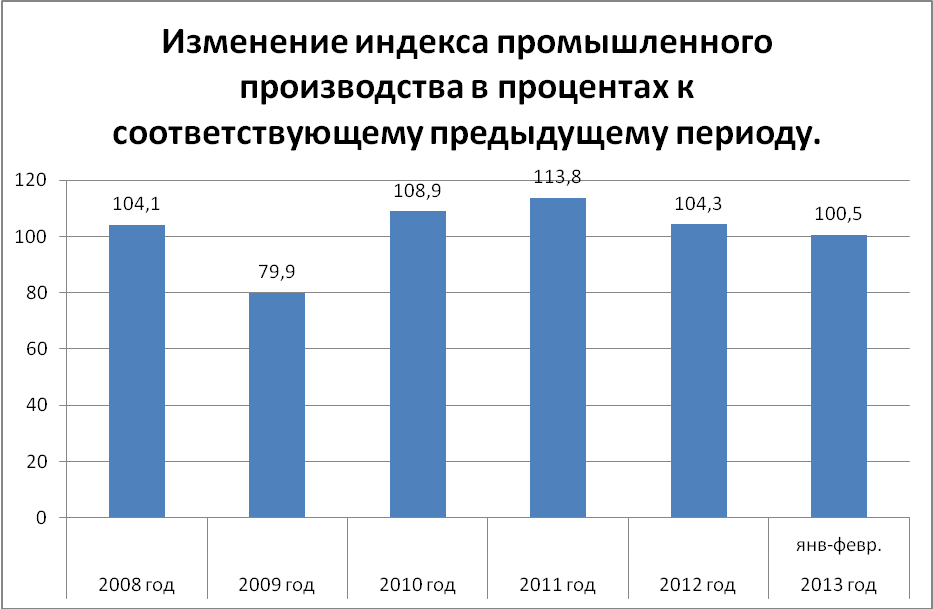 Изменение индекса промышленного
производства в процентах к
соответствующему предыдущему периоду.
120
100
80
60
40
20
0
104,1
79,9
108,9
113,8
104,3
100,5
янв-февр.
2008 год
2009 год
2010 год
2011 год
2012 год
2013 год